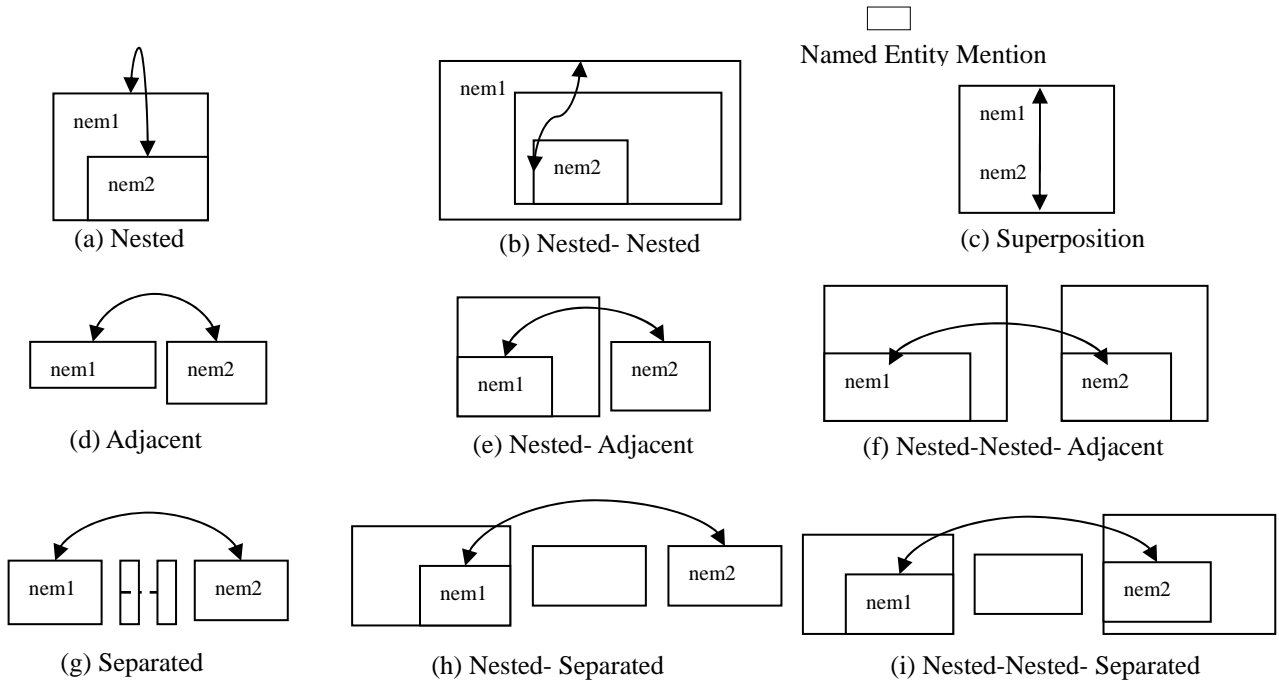 Named Entity Mention
nem1
nem2
(a) Nested
nem1
nem2
(b) Nested- Nested
nem1
nem2
(c) Superposition
nem1
nem2
(d) Adjacent
nem1
nem2
(e) Nested- Adjacent
nem1
nem2
(f) Nested-Nested- Adjacent
nem1
nem2
(g) Separated
nem1
nem2
(h) Nested- Separated
nem1
nem2
(i) Nested-Nested- Separated